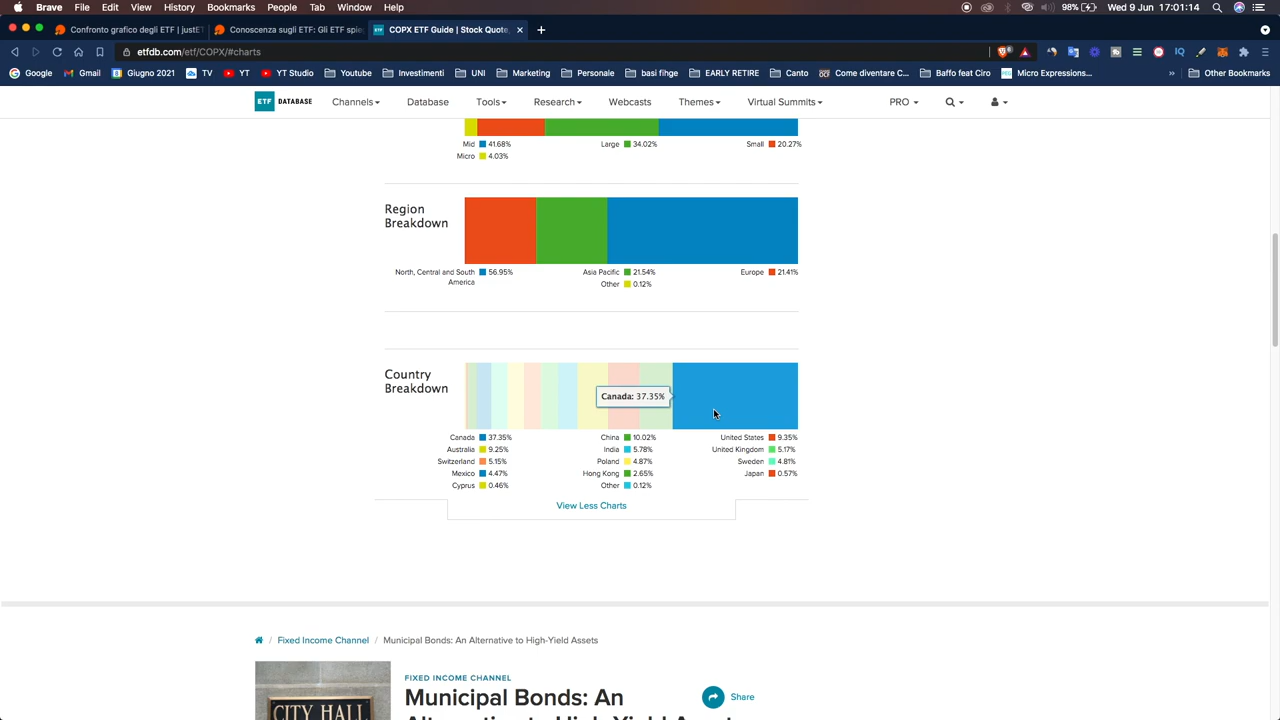 Brave File Edit View History Bookmarks People Window Help
90% Wed 9 Jun 17:01:14
Confronto grafico degli ETF | justET
Conoscenza sugli ETF: Gli ETF spie
COPX ETF Guide | Stock Quote,
etfdb.com/etf/COPX/#charts
Google Gmail Giugno 2021 TV YT YT Studio Youtube Investimenti UNI Marketing Personale basi finge EARLY RETIRE Canto Come diventare C... Baffo feat Ciro Micro Expressions... » Other Bookmarks
ETF DATABASE Channels Database Tools Research Webcasts Themes Virtual Summits PRO
Mid 41.68% Large 34.02% Small 20.27%
Micro 4.03%
Region
Breakdown
North, Central and South 56.95% Asia Pacific 21.54% Europe 21.41%
America Other 0.12%
Country
Breakdown
Canada: 37.35%
Canada 37.35% China 10.02% United States 9.35%
Australia 9.25% India 5.78% United Kingdom 5.17%
Switzerland 5.15% Poland 4.87% Sweden 4.81%
Mexico 4.47% Hong Kong 2.65% Japan 0.57%
Cyprus 0.46% Other 0.12%
View Less Charts
/ Fixed Income Channel / Municipal Bonds: An Alternative to High-Yield Assets
FIXED INCOME CHANNEL
Municipal Bonds: An
Alternative to High-Yield Assets
Share
CITY HALL